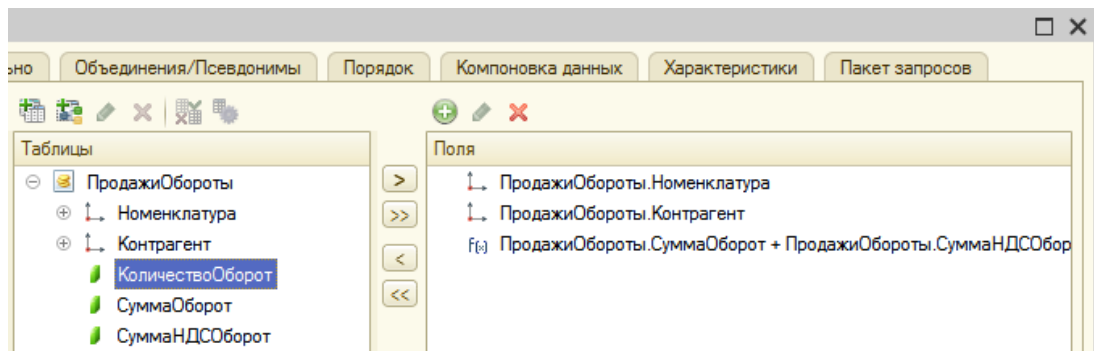 ьно Объединения/Псевдонимы Порядок Компоновка данных Характеристики Пакет запросов
Таблицы Поля
ПродажиОбороты > ПродажиОбороты.Номенклатура
Номенклатура >> ПродажиОбороты.Контрагент
Контрагент < f(x) ПродажиОбороты.СуммаОборот + ПродажиОбороты.СуммаНДСОбор
КоличествоОборот <<
СуммаОборот
СуммаНДСОборот